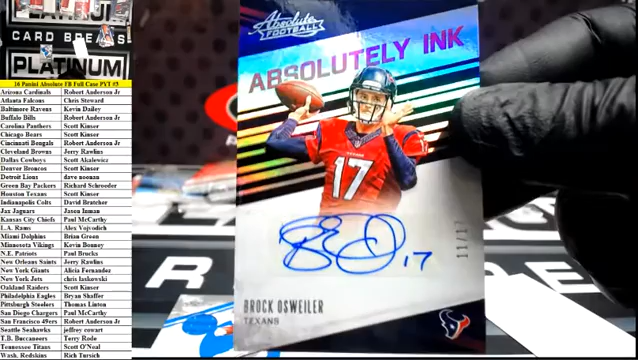 PLATINUM
CARD BREAKS
PLATINUM
16 Panini Absolute FB Full Case PYT #3
Arizona Cardinals Robert Anderson Jr
Atlanta Falcons Chris Steward
Baltimore Ravens Kevin Dailey
Buffalo Bills Robert Anderson Jr
Carolina Panthers Scott Kinser
Chicago Bears Scott Kinser
Cincinnati Bengals Robert Anderson Jr
Cleveland Browns Jerry Rawlins
Dallas Cowboys Scott Akalewicz
Denver Broncos Scott Kinser
Detroit Lions dave noonan
Green Bay Packers Richard Schroeder
Houston Texans Scott Kinser
Indianapolis Colts David Bratcher
Jax Jaguars Jason Inman
Kansas City Chiefs Paul McCarthy
L.A. Rams Alex Vojvodich
Miami Dolphins Brian Green
Minnesota Vikings Kevin Bonney
N.E. Patriots Paul Brucks
New Orleans Saints Jerry Rawlins
New York Giants Alicia Fernandez
New York Jets chris laskowski
Oakland Raiders Scott Kinser
Philadelphia Eagles Bryan Shaffer
Pittsburgh Steelers Thomas Linton
San Diego Chargers Paul McCarthy
San Francisco 49ers Robert Anderson Jr
Seattle Seahawks jeffrey cowart
T.B. Buccaneers Terry Rode
Tennessee Titans Scott O'Neal
Wash. Redskins Rich Tursich
Absolute
FOOTBALL
ABSOLUTELY INK
TEXANS
17
17
BROCK OSWEILER
TEXANS